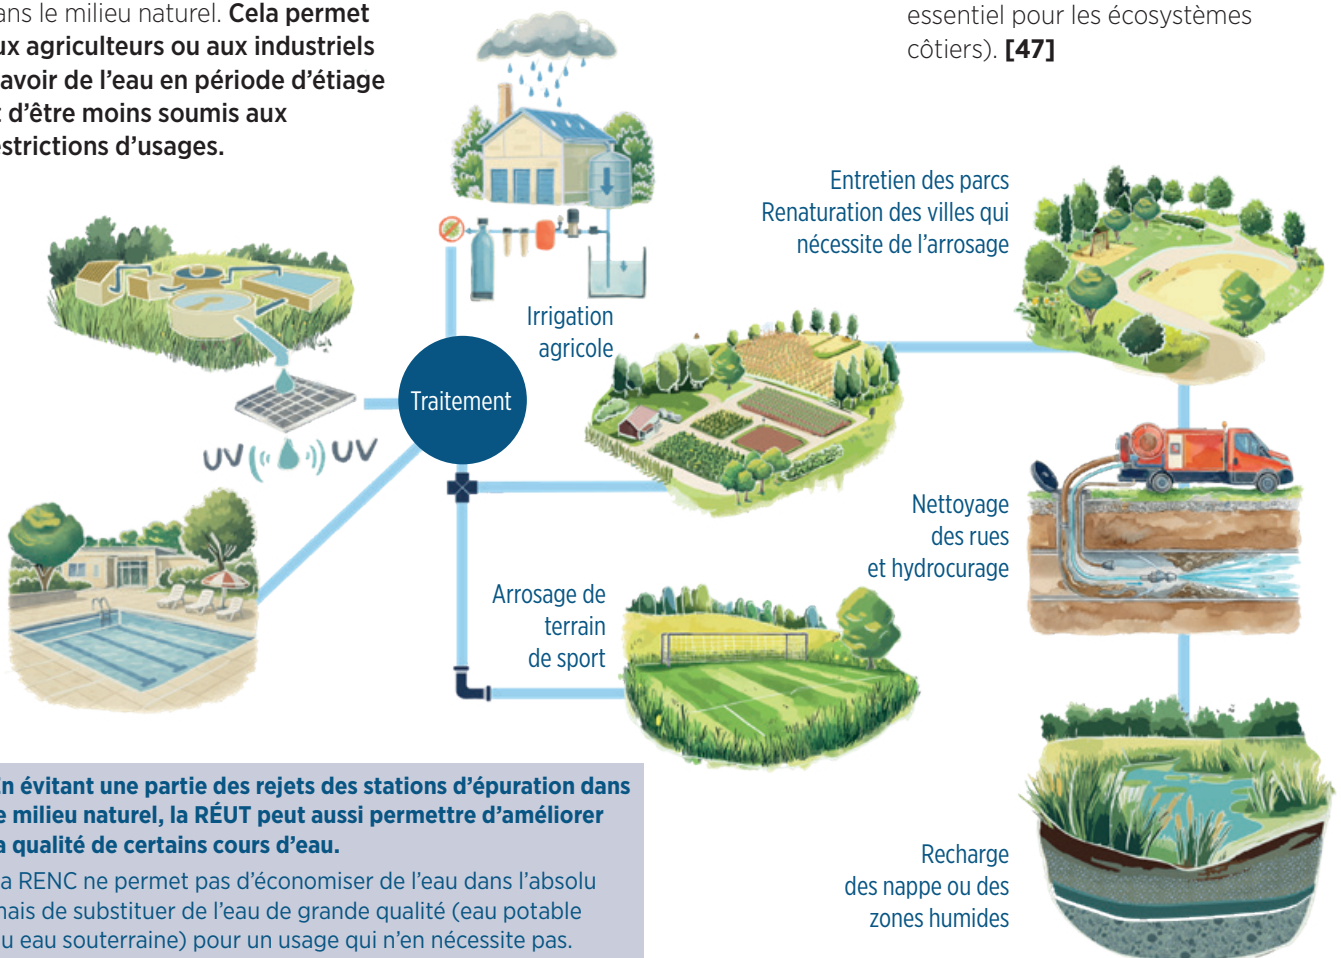 ans le milieu naturel. Cela permet
ux agriculteurs ou aux industriels
avoir de l'eau en période d'étiage
t d'être moins soumis aux
estrictions d'usages.
essentiel pour les écosystèmes
côtiers). [47]
Entretien des parcs
Renaturation des villes qui
nécessite de l'arrosage
Irrigation
agricole
Traitement
UV UV
Nettoyage
des rues
et hydrocurage
Arrosage de
terrain
de sport
Recharge
des nappe ou des
zones humides
En évitant une partie des rejets des stations d'épuration dans
e milieu naturel, la RÉUT peut aussi permettre d'améliorer
a qualité de certains cours d'eau.
a RENC ne permet pas d'économiser de l'eau dans l'absolu
mais de substituer de l'eau de grande qualité (eau potable
u eau souterraine) pour un usage qui n'en nécessite pas.